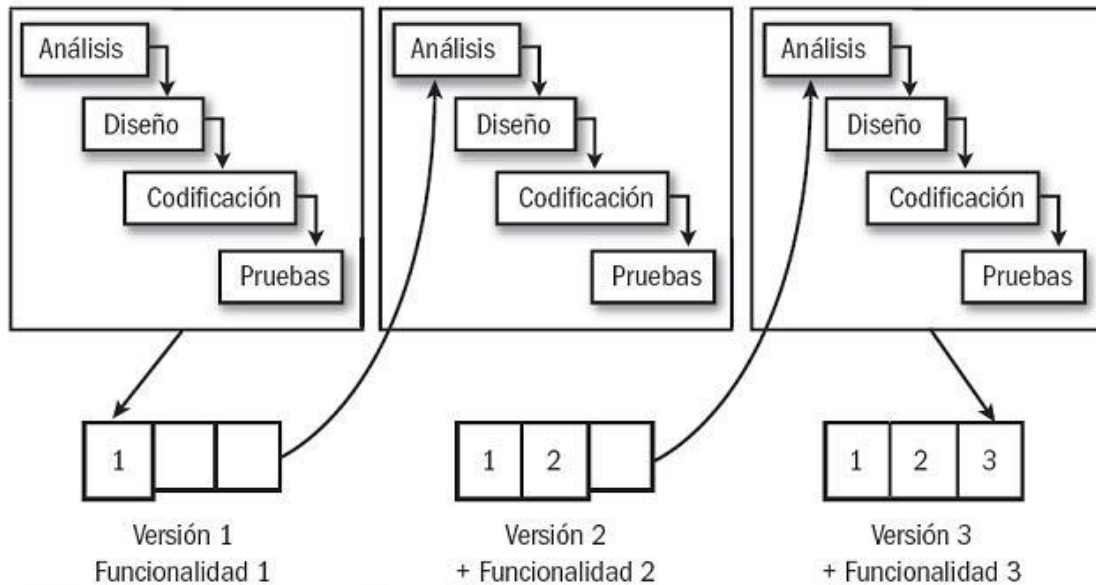 Análisis
Diseño
Codificación
Pruebas
Análisis
Diseño
Codificación
Pruebas
Análisis
Diseño
Codificación
Pruebas
1
1 2
1 2 3
Versión 1
Funcionalidad 1
Versión 2
+ Funcionalidad 2
Versión 3
+ Funcionalidad 3